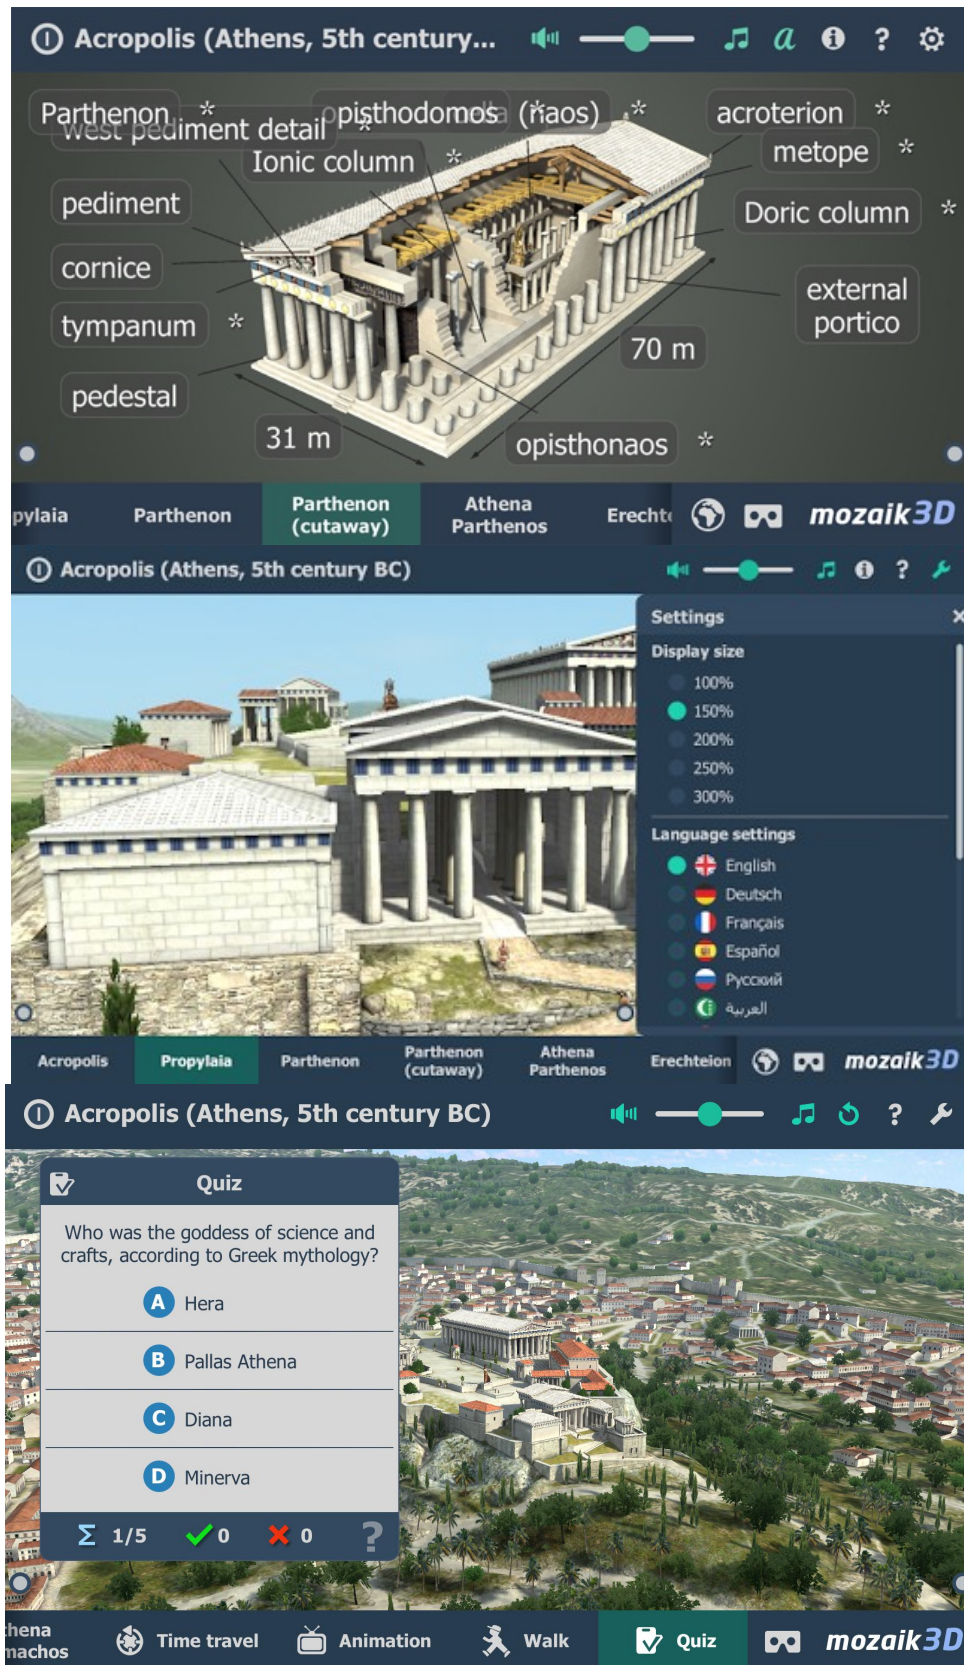 Acropolis (Athens, 5th century...
Parthenon
west pediment detail
opisthodomos
(naos)
acroterion
metope
Ionic column
pediment
Doric column
cornice
external
portico
tympanum
70 m
pedestal
31 m
opisthonaos
pylaia
Parthenon
Parthenon
(cutaway)
Athena
Parthenos
Erechte
mozaik3D
Acropolis (Athens, 5th century BC)
Settings
Display size
100%
150%
200%
250%
300%
Language settings
English
Deutsch
Français
Español
Русский
العربية
Acropolis
Propylaia
Parthenon
Parthenon
(cutaway)
Athena
Parthenos
Erechteion
mozaik3D
Acropolis (Athens, 5th century BC)
Quiz
Who was the goddess of science and
crafts, according to Greek mythology?
A Hera
B Pallas Athena
C Diana
D Minerva
Σ 1/5 0 0 ?
thena
machos
Time travel
Animation
Walk
Quiz
mozaik3D